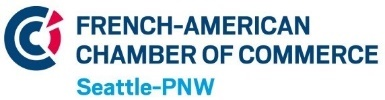 FRENCH-AMERICAN
CHAMBER OF COMMERCE
Seattle-PNW